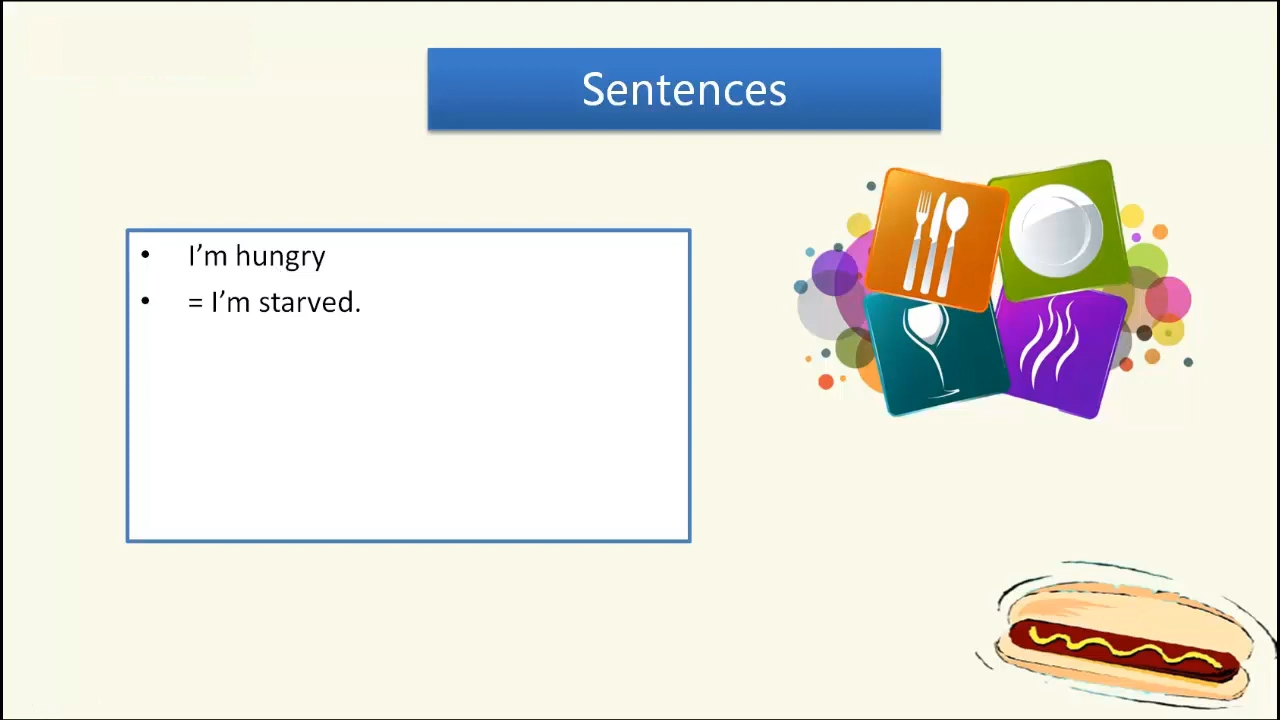 Sentences
• I’m hungry
• = I’m starved.